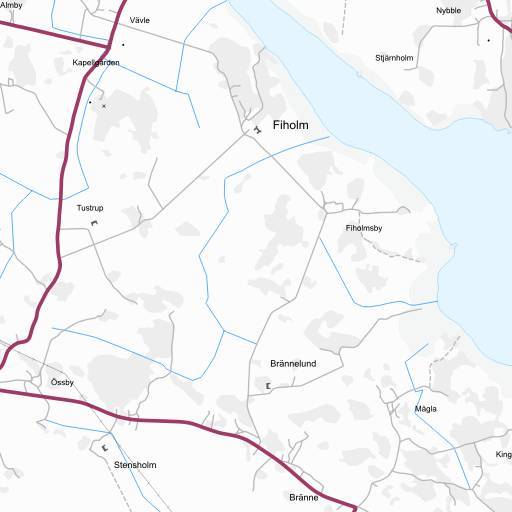 Almby
Vävle
Nybble
Kapellgården
Stjärnholm
Fiholm
Tustrup
Fiholmsby
Brännelund
Össby
Mägla
King
Stensholm
Bränne